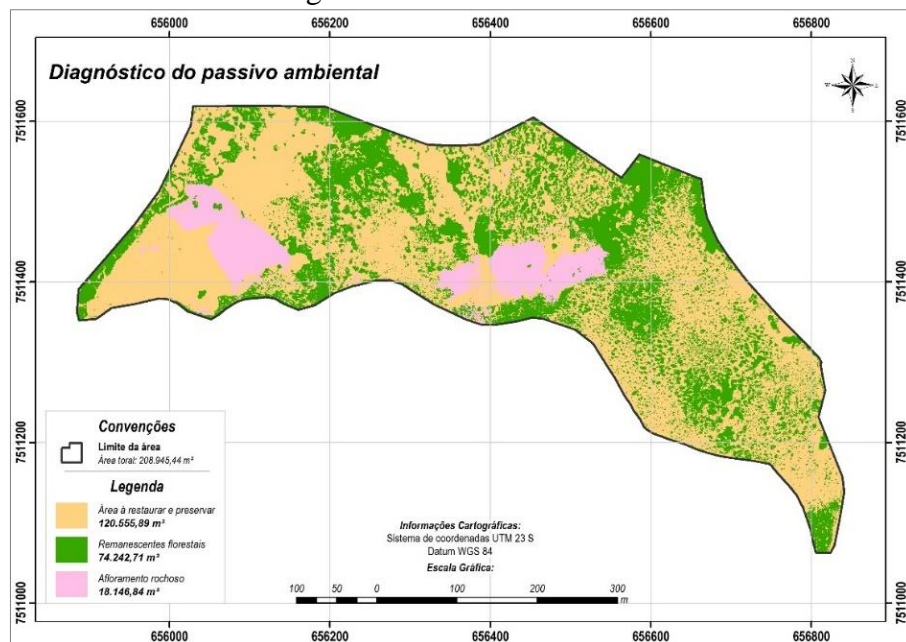 656000 656200 656400 656600 656800
Diagnóstico do passivo ambiental
7511600 7511600
7511400 7511400
7511200 7511200
7511000 7511000
Convenções
Limite da área
Área total: 208.945,44 m²
Legenda
Área à restaurar e preservar
120.555,89 m²
Remanescentes florestais
74.242,71 m²
Afloramento rochoso
18.146,84 m²
Informações Cartográficas:
Sistema de coordenadas UTM 23 S
Datum WGS 84
Escala Gráfica:
100 50 0 100 200 300
m
656000 656200 656400 656600 656800